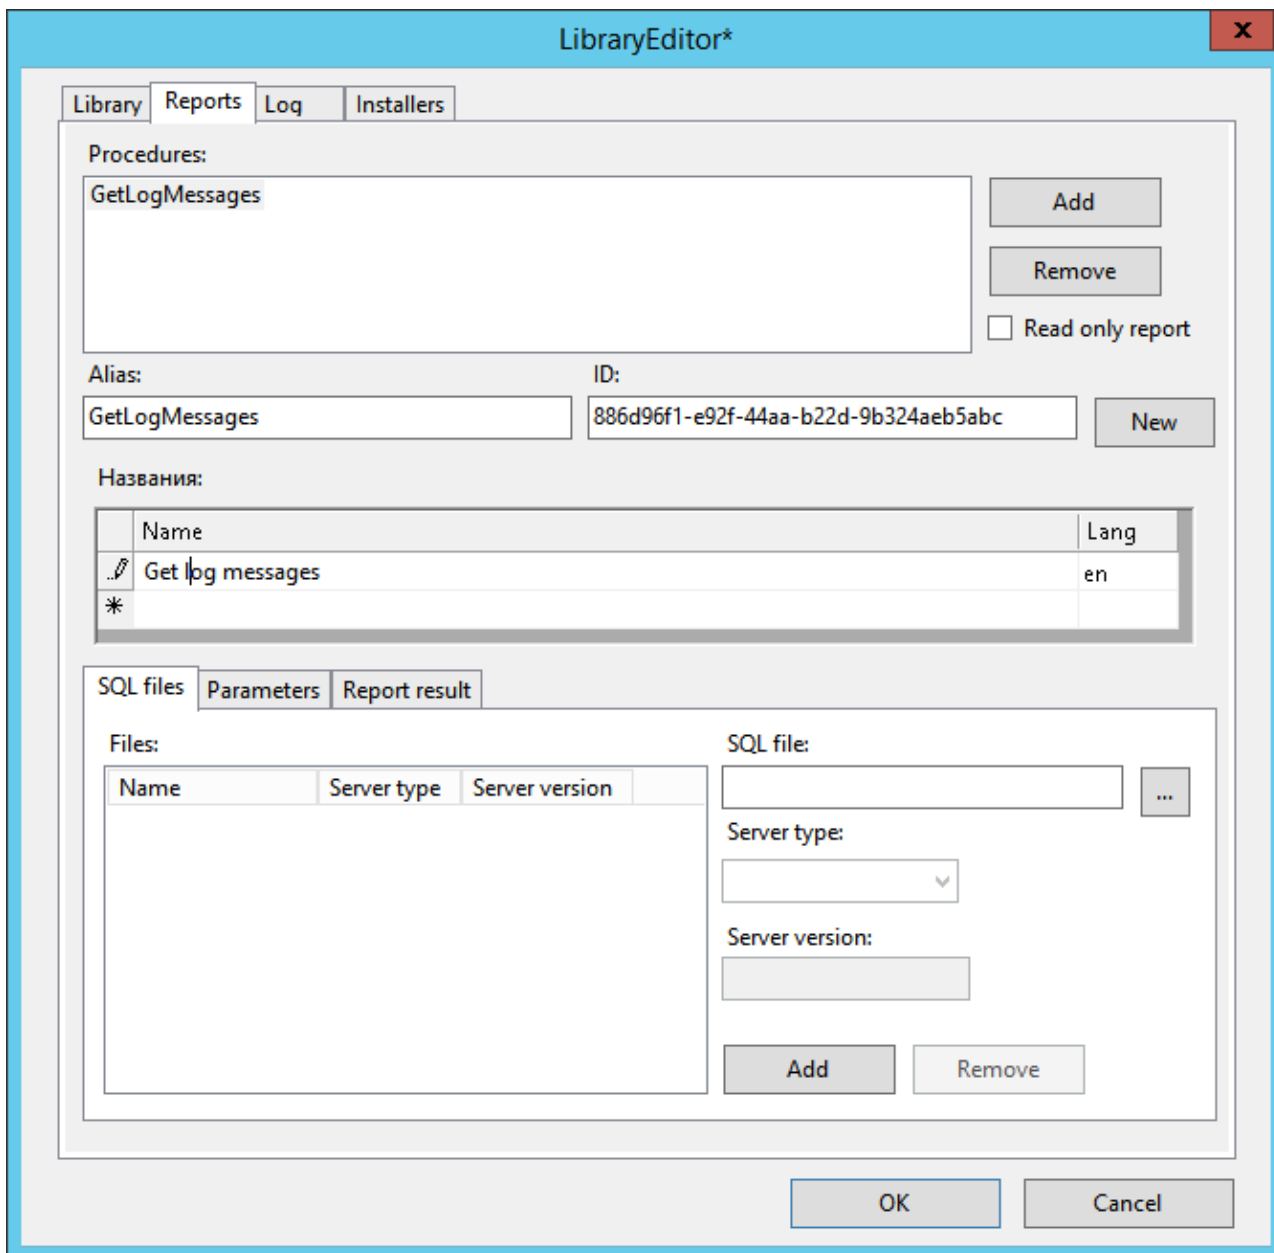 LibraryEditor*
x
Library Reports Log Installers
Procedures:
GetLogMessages
Add
Remove
Read only report
Alias: ID:
GetLogMessages 886d96f1-e92f-44aa-b22d-9b324aeb5abc New
Названия:
Name Lang
Get log messages en
SQL files Parameters Report result
Files: SQL file:
Name Server type Server version
...
Server type:
Server version:
Add Remove
OK Cancel